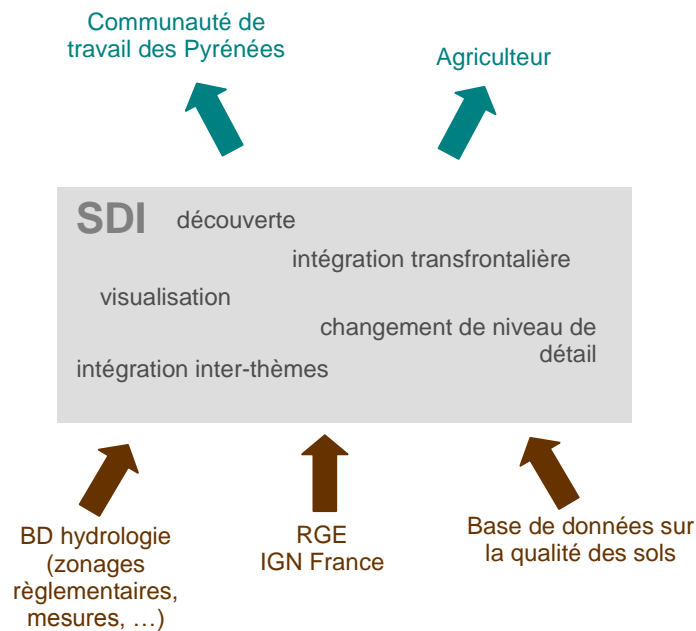 Communauté de
travail des Pyrénées
Agriculteur
SDI découverte
intégration transfrontalière
visualisation
changement de niveau de
détail
intégration inter-thèmes
BD hydrologie
(zonages
règlementaires,
mesures, …)
RGE
IGN France
Base de données sur
la qualité des sols